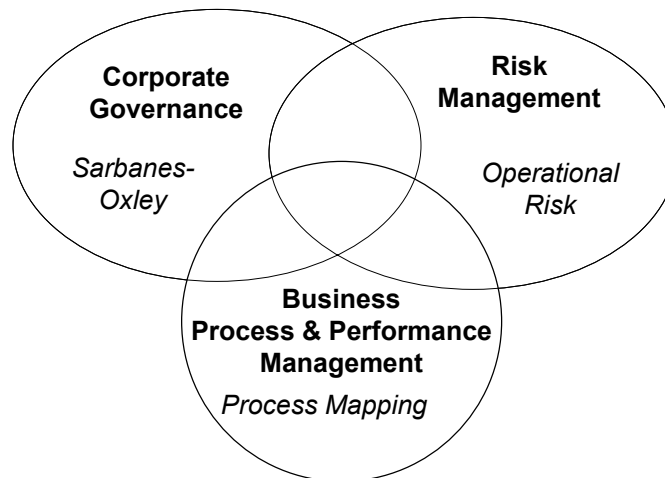 Corporate
Governance
Sarbanes-
Oxley
Risk
Management
Operational
Risk
Business
Process & Performance
Management
Process Mapping